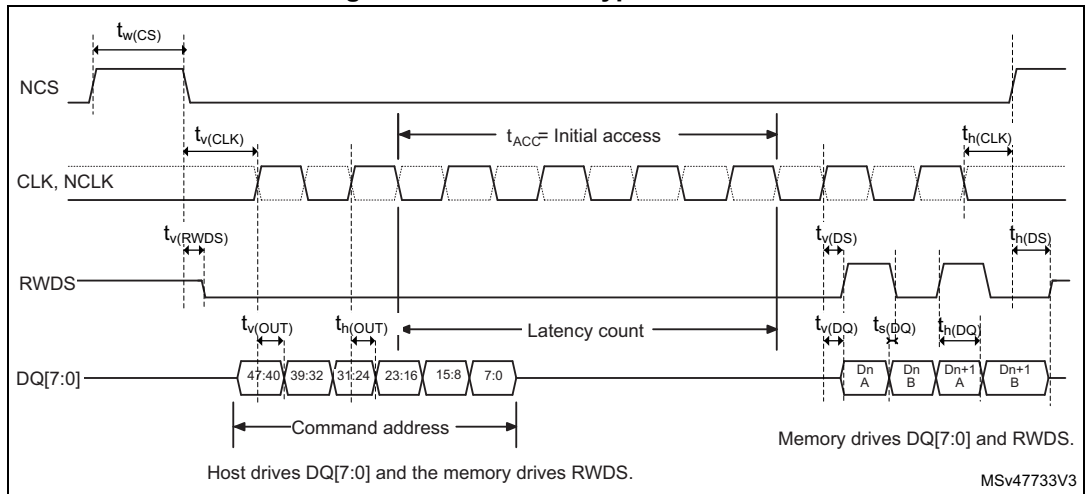 tw(CS)
NCS
tv(CLK)
tACC= Initial access
th(CLK)
CLK, NCLK
tv(RWDS)
tv(DS)
th(DS)
RWDS
tv(OUT)
th(OUT)
Latency count
tv(DQ)
ts(DQ)
th(DQ)
DQ[7:0]
47:40
39:32
31:24
23:16
15:8
7:0
Dn
A
Dn
B
Dn+1
A
Dn+1
B
Command address
Memory drives DQ[7:0] and RWDS.
Host drives DQ[7:0] and the memory drives RWDS.
MSv47733V3